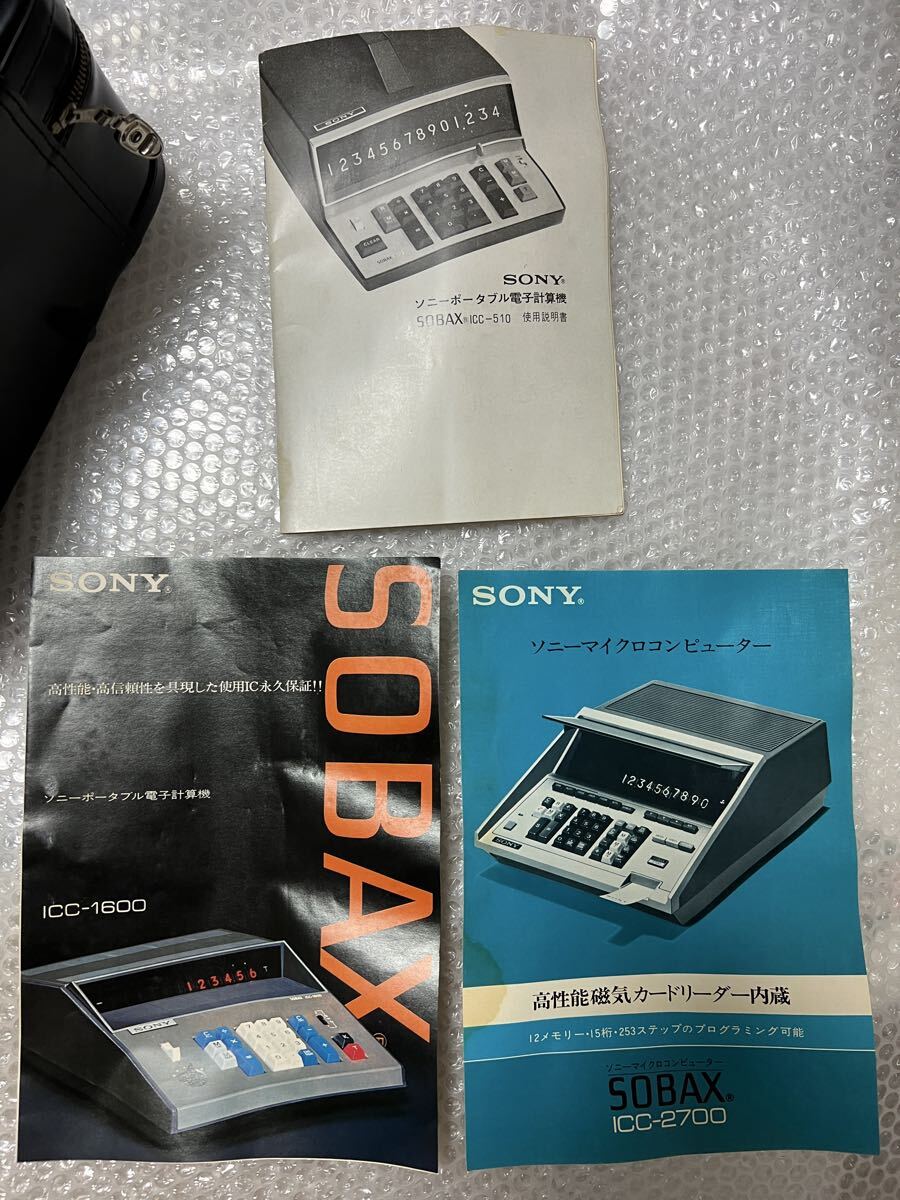 SONY
12345678901234
CLEAR
SOBAX
SONY®
ソニーポータブル電子計算機
SOBAX® ICC-510 使用説明書
SONY®
SOBAX®
高性能・高信頼性を具現した使用IC永久保証!!
ソニーポータブル電子計算機
ICC-1600
123456
SONY
SONY®
ソニーマイクロコンピューター
1234567890
SONY
高性能磁気カードリーダー内蔵
12メモリー・15桁・253ステップのプログラミング可能
ソニーマイクロコンピューター
SOBAX®
ICC-2700